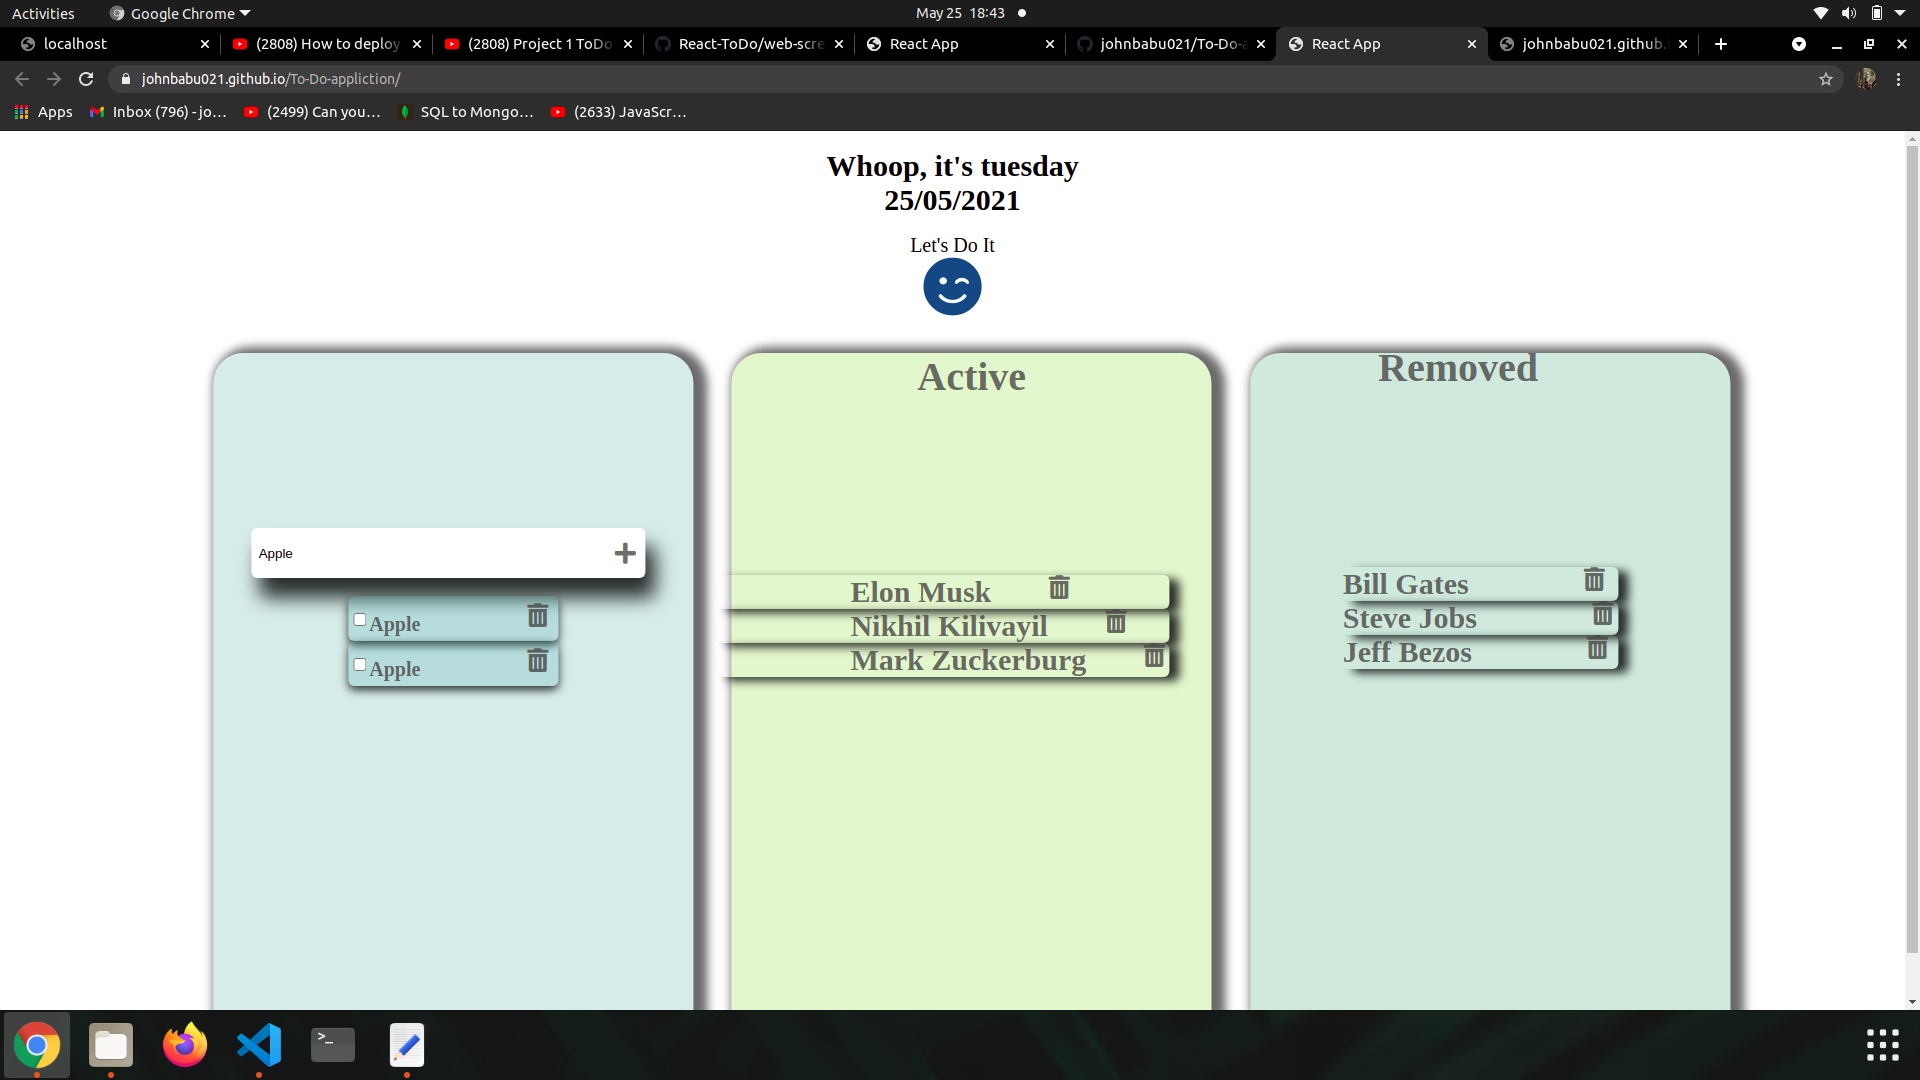 Activities
Google Chrome
May 25 18:43
localhost
(2808) How to deploy
(2808) Project 1 ToDo
React-ToDo/web-scre
React App
johnbabu021/To-Do-a
React App
johnbabu021.github.i
johnbabu021.github.io/To-Do-appliction/
Apps
Inbox (796) - jo...
(2499) Can you...
SQL to Mongo...
(2633) JavaScr...
Whoop, it's tuesday
25/05/2021
Let's Do It
Apple
Apple
Apple
Active
Elon Musk
Nikhil Kilivayil
Mark Zuckerburg
Removed
Bill Gates
Steve Jobs
Jeff Bezos